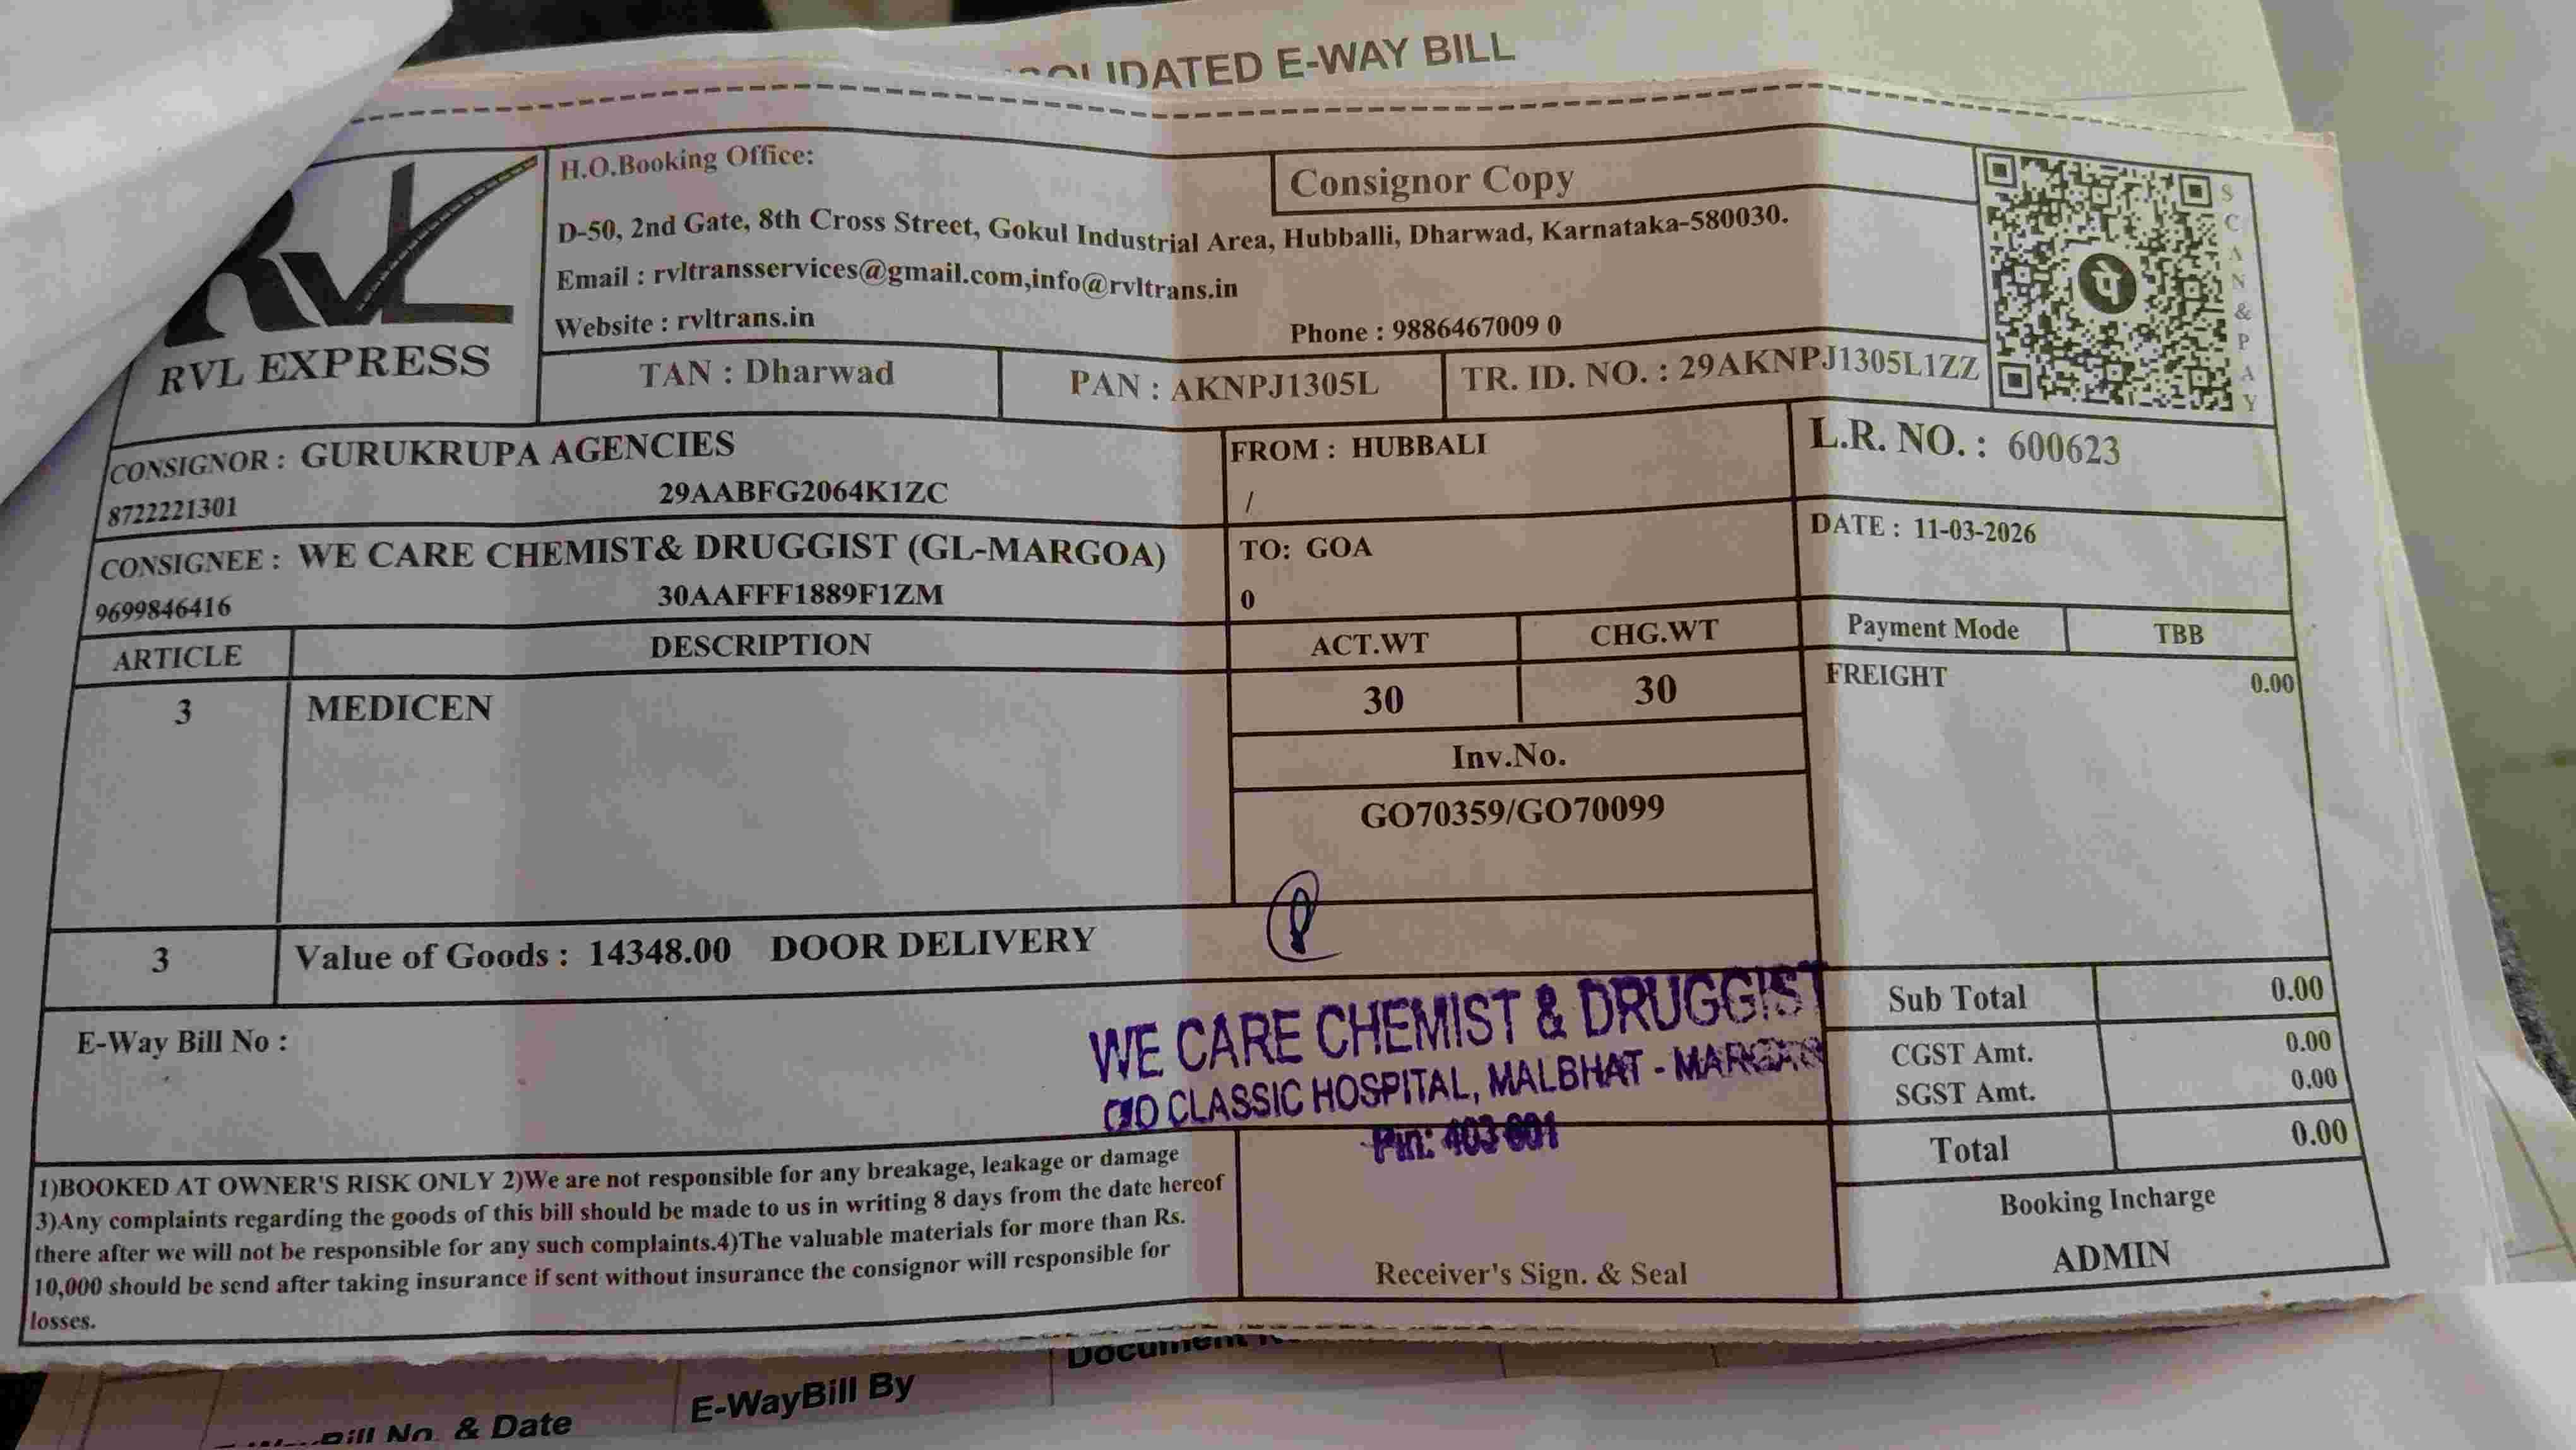 E-WAY BILL
H.O.Booking Office:
Consignor Copy
D-50, 2nd Gate, 8th Cross Street, Gokul Industrial Area, Hubballi, Dharwad, Karnataka-580030.
Email : rvltransservices@gmail.com,info@rvltrans.in
Website : rvltrans.in
Phone : 9886467009 0
SCAN&PAY
पे
RVL
RVL EXPRESS
TAN : Dharwad
PAN : AKNPJ1305L
TR. ID. NO. : 29AKNPJ1305L1ZZ
CONSIGNOR : GURUKRUPA AGENCIES
8722221301 29AABFG2064K1ZC
FROM : HUBBALI
/
L.R. NO. : 600623
CONSIGNEE : WE CARE CHEMIST& DRUGGIST (GL-MARGOA)
9699846416 30AAFFF1889F1ZM
TO: GOA
0
DATE : 11-03-2026
ARTICLE DESCRIPTION ACT.WT CHG.WT Payment Mode TBB
3 MEDICEN 30 30 FREIGHT 0.00
Inv.No.
GO70359/GO70099
3 Value of Goods : 14348.00 DOOR DELIVERY
E-Way Bill No :
WE CARE CHEMIST & DRUGGIST
CLASSIC HOSPITAL, MALBHAT -
Pin: 403 601
Sub Total 0.00
CGST Amt. 0.00
SGST Amt. 0.00
Total 0.00
1)BOOKED AT OWNER'S RISK ONLY 2)We are not responsible for any breakage, leakage or damage
3)Any complaints regarding the goods of this bill should be made to us in writing 8 days from the date hereof
there after we will not be responsible for any such complaints.4)The valuable materials for more than Rs.
10,000 should be send after taking insurance if sent without insurance the consignor will responsible for
losses.
Receiver's Sign. & Seal
Booking Incharge
ADMIN
Document
E-WayBill By
Bill No. & Date